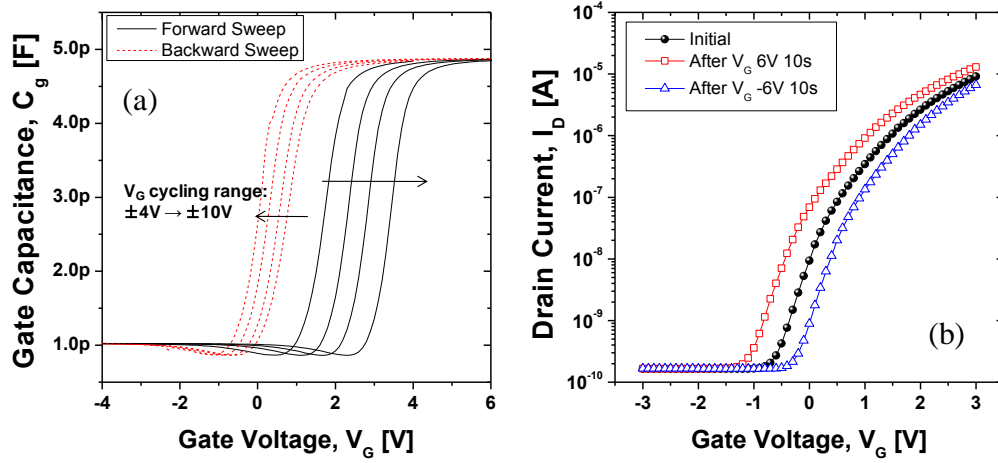 Gate Capacitance, C_g [F]
5.0p
4.0p
3.0p
2.0p
1.0p
Forward Sweep
Backward Sweep
(a)
V_G cycling range:
±4V → ±10V
-4 -2 0 2 4 6
Gate Voltage, V_G [V]
Drain Current, I_D [A]
10^-4
10^-5
10^-6
10^-7
10^-8
10^-9
10^-10
Initial
After V_G 6V 10s
After V_G -6V 10s
(b)
-3 -2 -1 0 1 2 3
Gate Voltage, V_G [V]